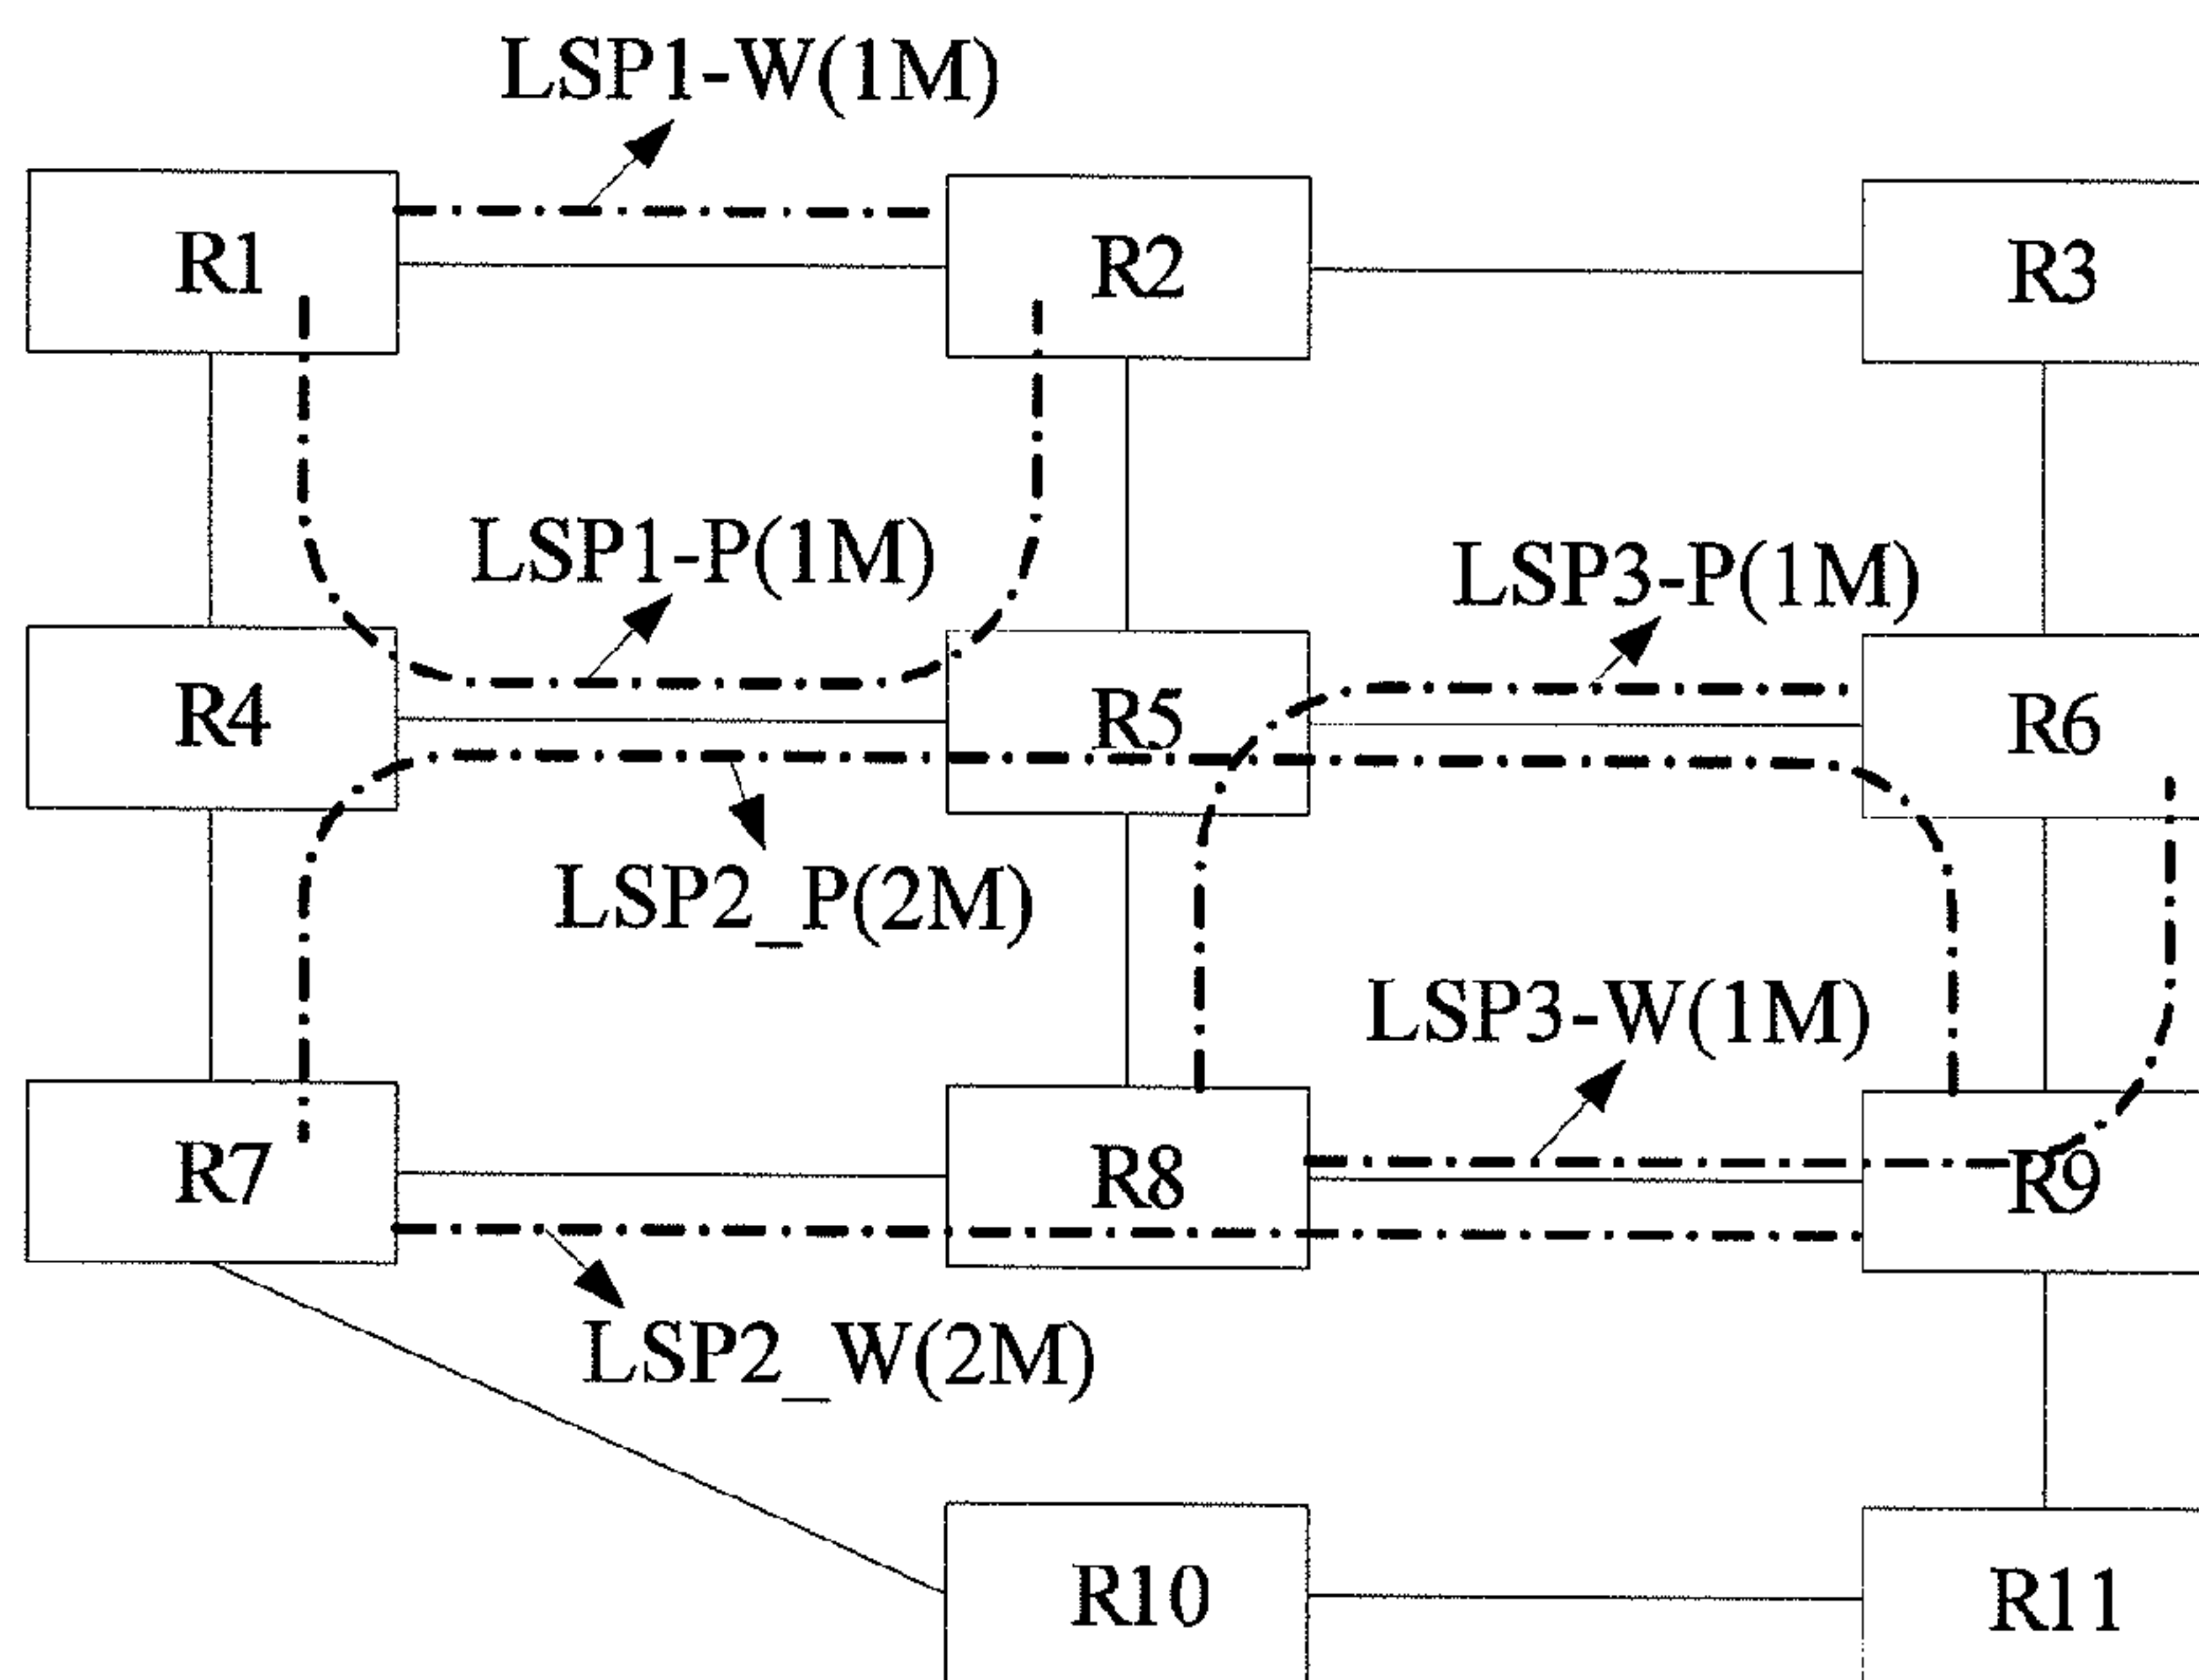 LSP1-W(1M)
R1
R2
R3
LSP1-P(1M)
LSP3-P(1M)
R4
R5
R6
LSP2_P(2M)
LSP3-W(1M)
R7
R8
R9
LSP2_W(2M)
R10
R11